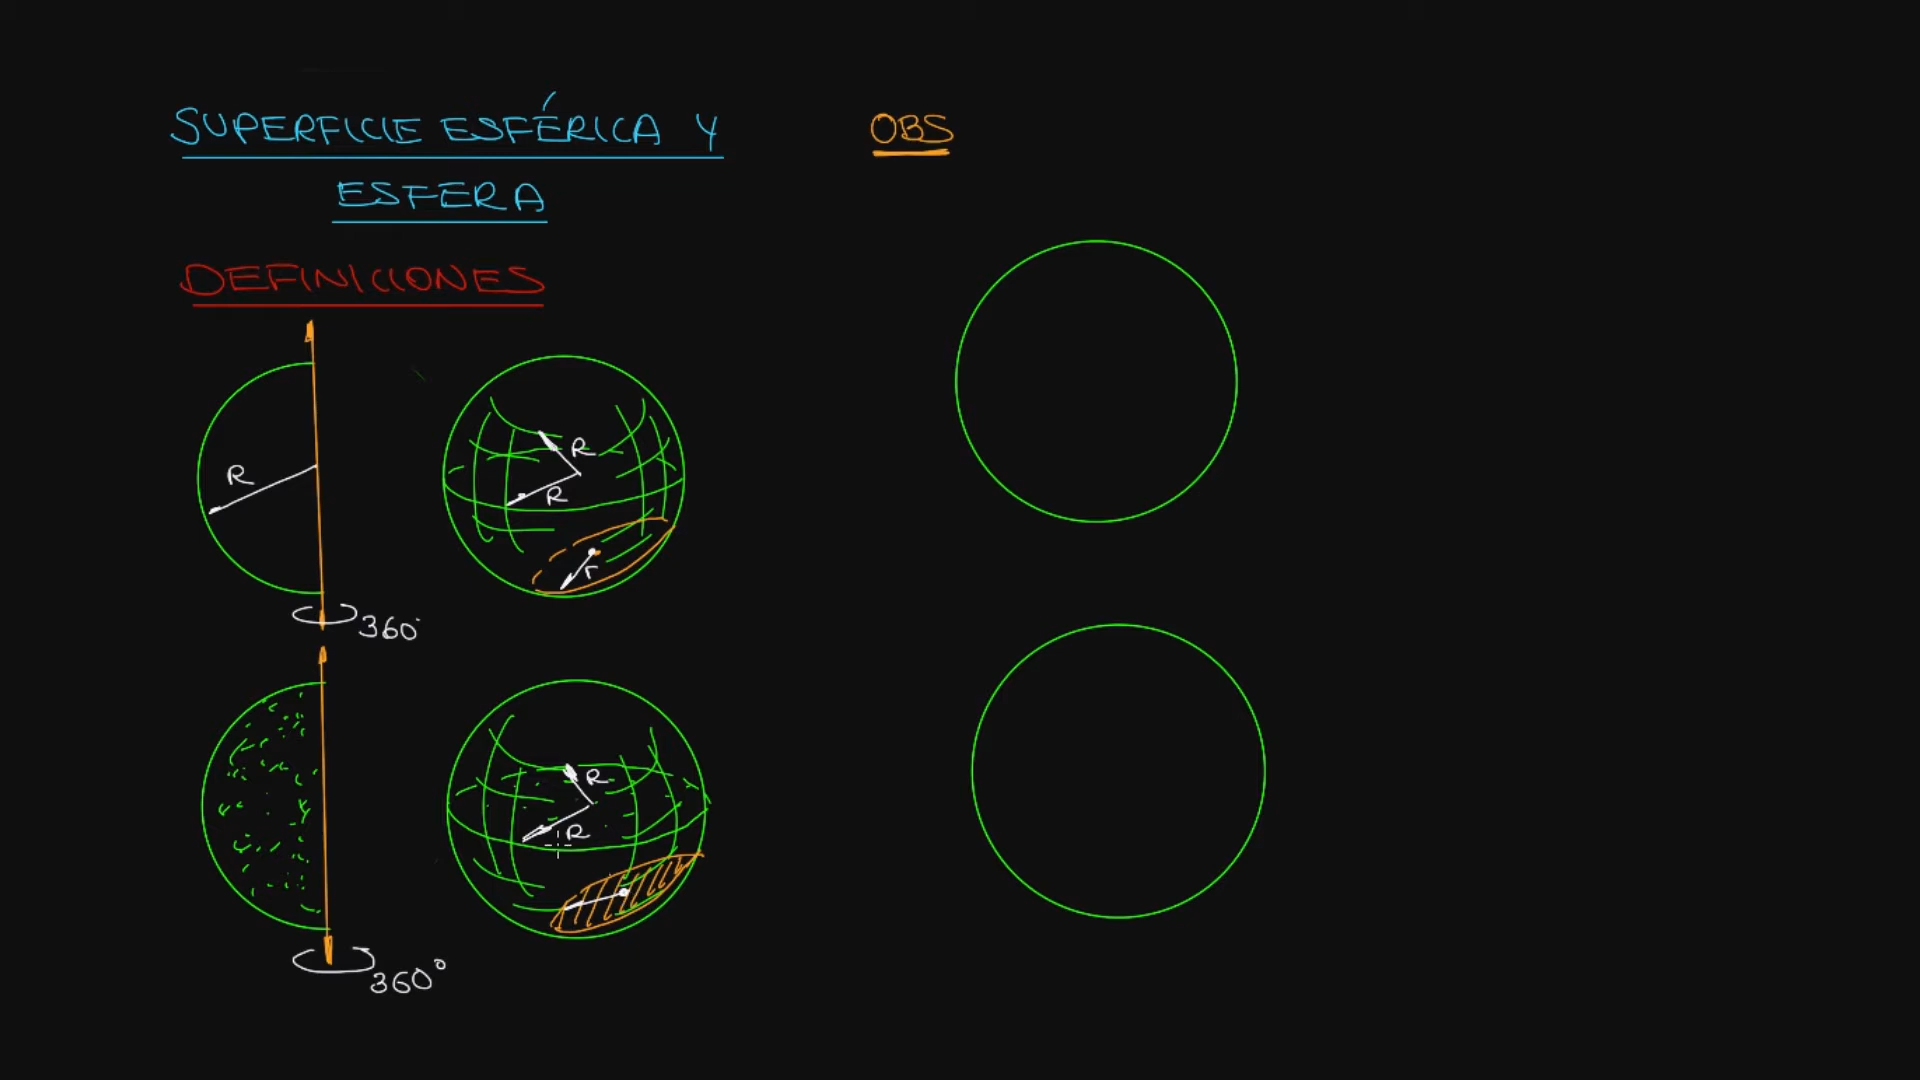 SUPERFICIE ESFÉRICA Y
ESFERA
OBS
DEFINICIONES
R
R
R
r
360°
R
R
360°